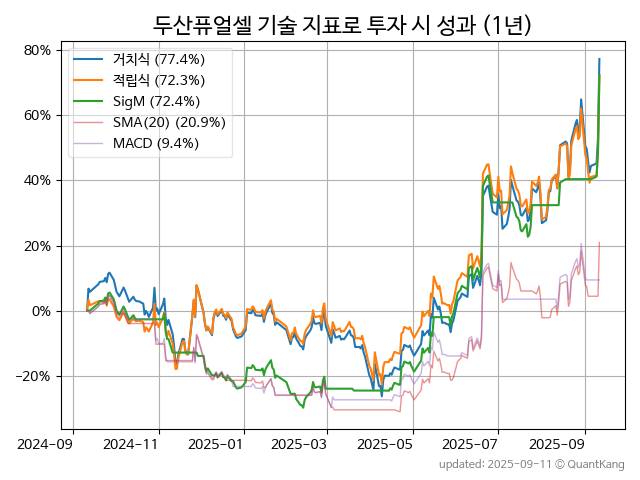 두산퓨얼셀 기술 지표로 투자 시 성과 (1년)
거치식 (77.4%)
적립식 (72.3%)
SigM (72.4%)
SMA(20) (20.9%)
MACD (9.4%)
80%
60%
40%
20%
0%
−20%
2024-09
2024-11
2025-01
2025-03
2025-05
2025-07
2025-09
updated: 2025-09-11 © QuantKang